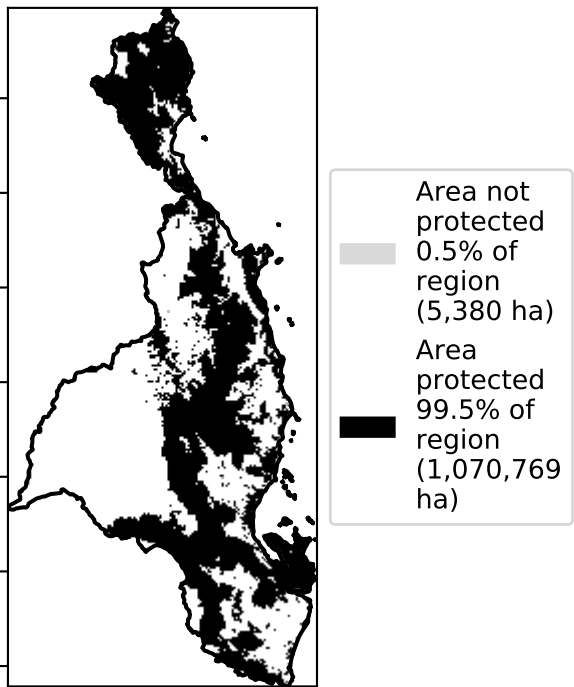 Area not
protected
0.5% of
region
(5,380 ha)
Area
protected
99.5% of
region
(1,070,769
ha)